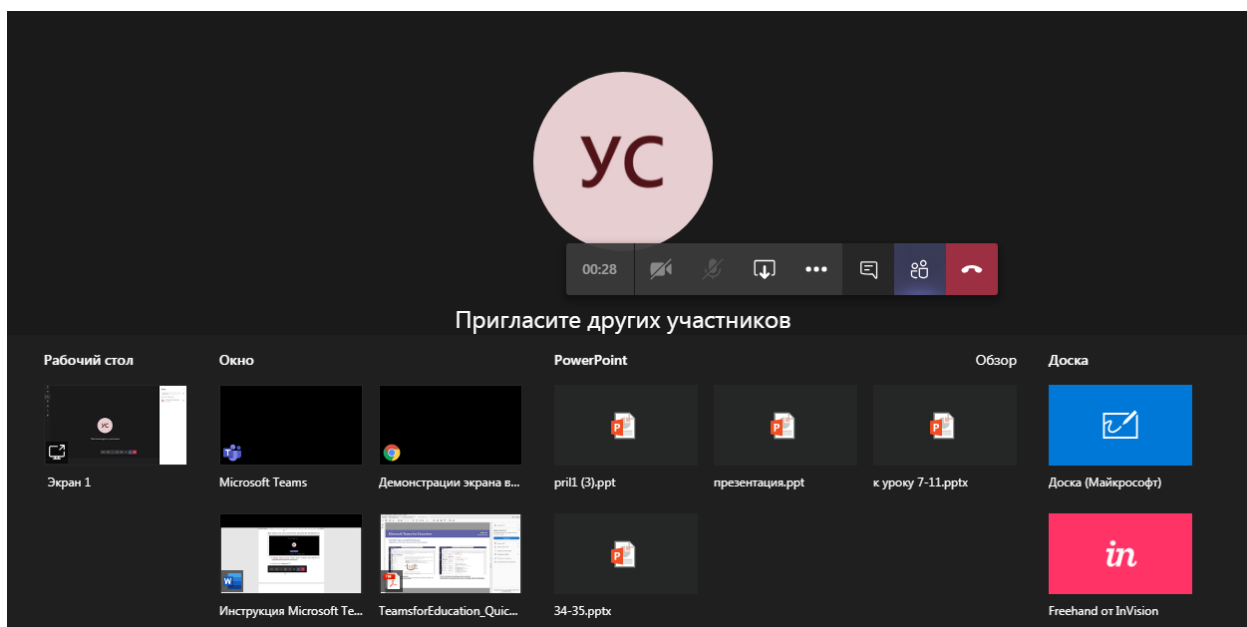 УС
00:28
Пригласите других участников
Рабочий стол
Окно
PowerPoint
Обзор
Доска
Экран 1
Microsoft Teams
Демонстрации экрана в...
pril1 (3).ppt
презентация.ppt
к уроку 7-11.pptx
Доска (Майкрософт)
in
Инструкция Microsoft Te...
TeamsforEducation_Quic...
34-35.pptx
Freehand от InVision